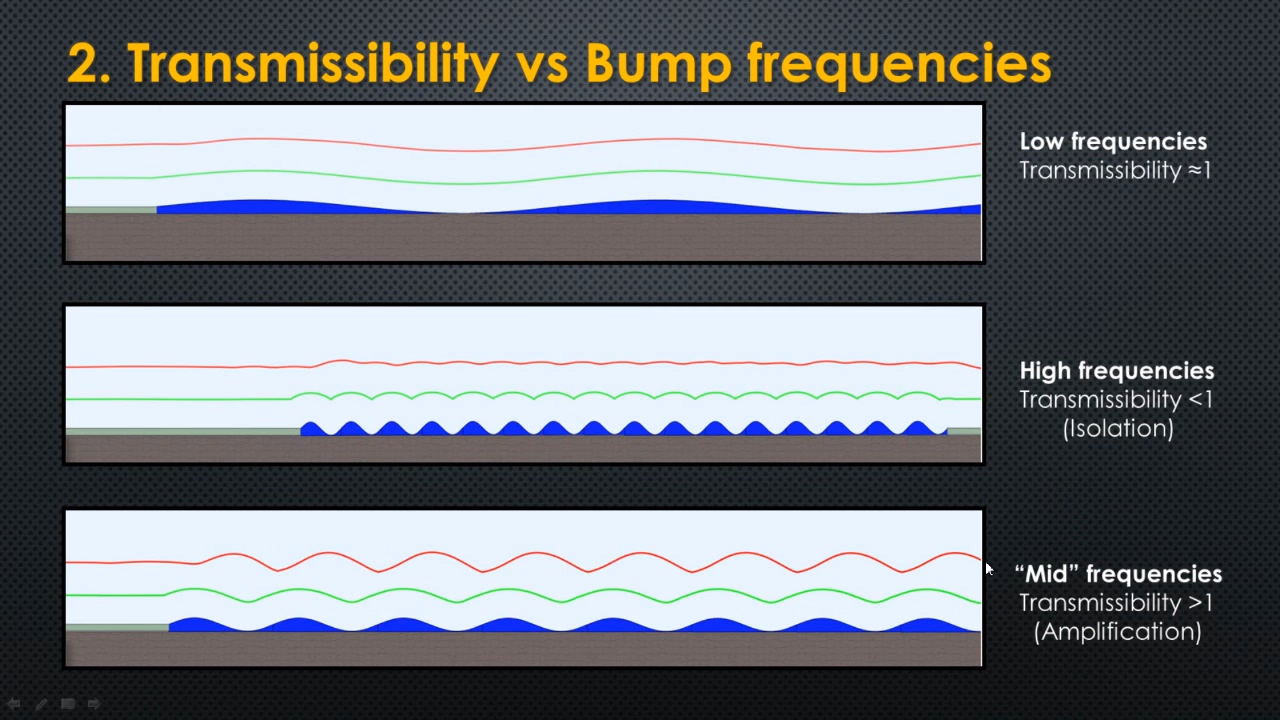 2. Transmissibility vs Bump frequencies
Low frequencies
Transmissibility ≈1
High frequencies
Transmissibility <1
(Isolation)
“Mid” frequencies
Transmissibility >1
(Amplification)